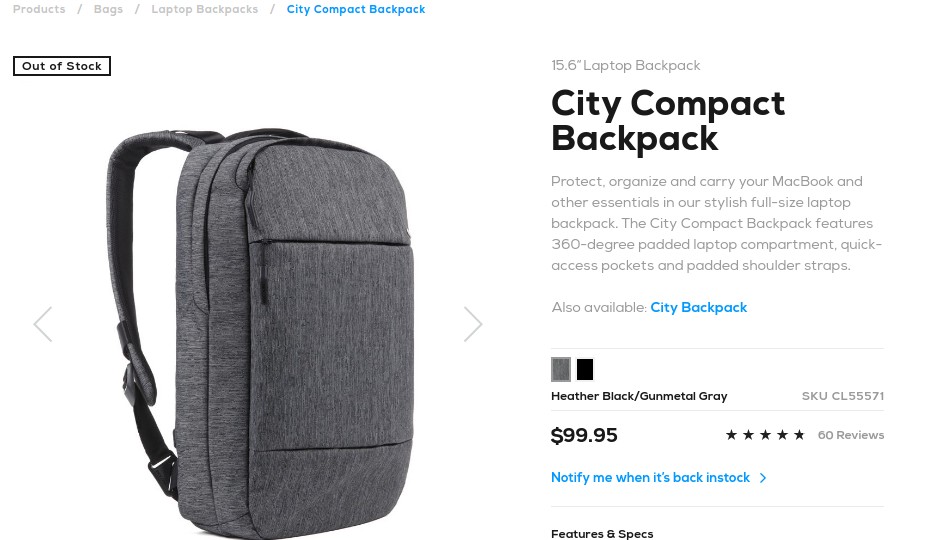 Products / Bags / Laptop Backpacks / City Compact Backpack
Out of Stock
15.6" Laptop Backpack
City Compact
Backpack
Protect, organize and carry your MacBook and
other essentials in our stylish full-size laptop
backpack. The City Compact Backpack features
360-degree padded laptop compartment, quick-
access pockets and padded shoulder straps.
Also available: City Backpack
Heather Black/Gunmetal Gray SKU CL55571
$99.95 60 Reviews
Notify me when it's back instock
Features & Specs